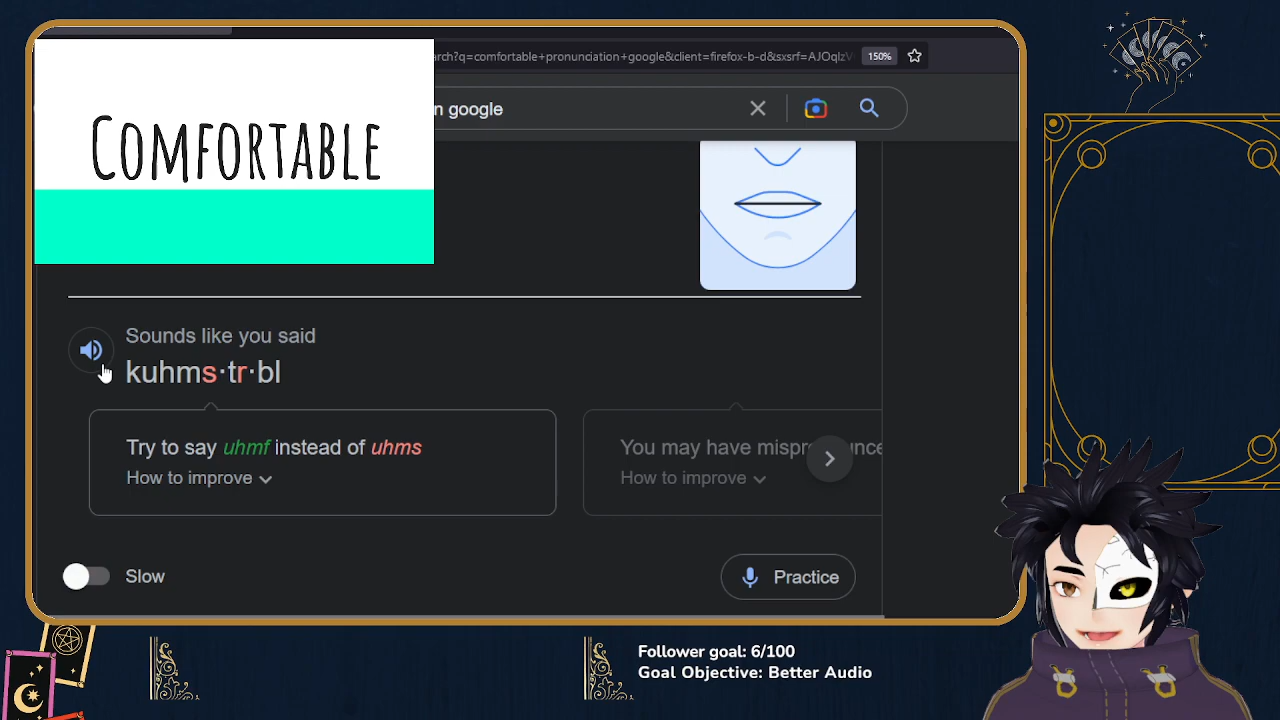 rch?q=comfortable+pronunciation+google&client=firefox-b-d&sxsrf=AJOqlzV
150%
n google
COMFORTABLE
Sounds like you said
kuhms·tr·bl
Try to say uhmf instead of uhms
How to improve
You may have mispr nce
How to improve
Slow
Practice
Follower goal: 6/100
Goal Objective: Better Audio